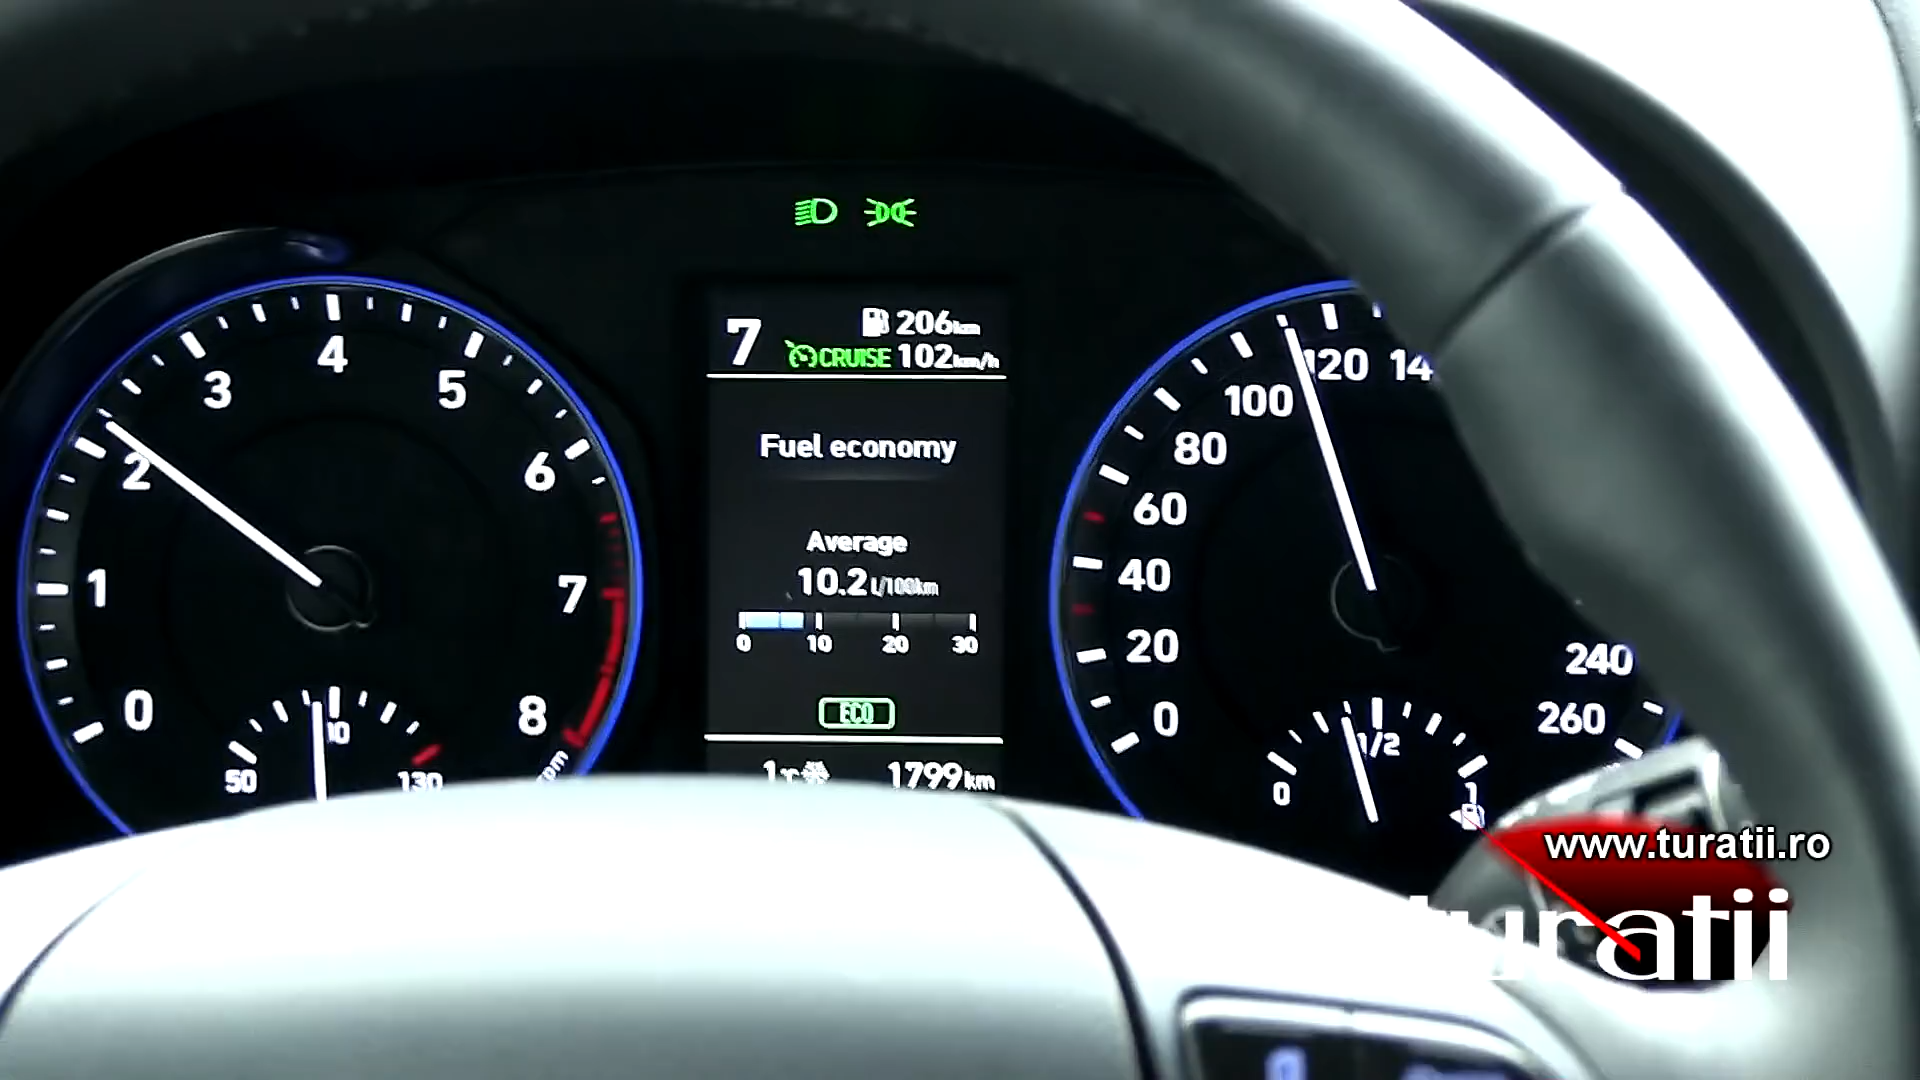 7
206km
CRUISE 102km/h
Fuel economy
Average
10.2 L/100km
0 10 20 30
ECO
1°C 1799km
0 1 2 3 4 5 6 7 8
rpm
50 10 130
0 20 40 60 80 100 120 14
240
260
0 1/2 1
www.turatii.ro
turatii